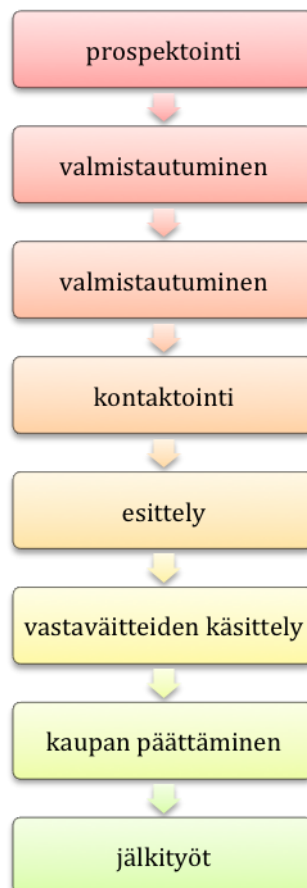 prospektointi
valmistautuminen
valmistautuminen
kontaktointi
esittely
vastaväitteiden käsittely
kaupan päättäminen
jälkityöt